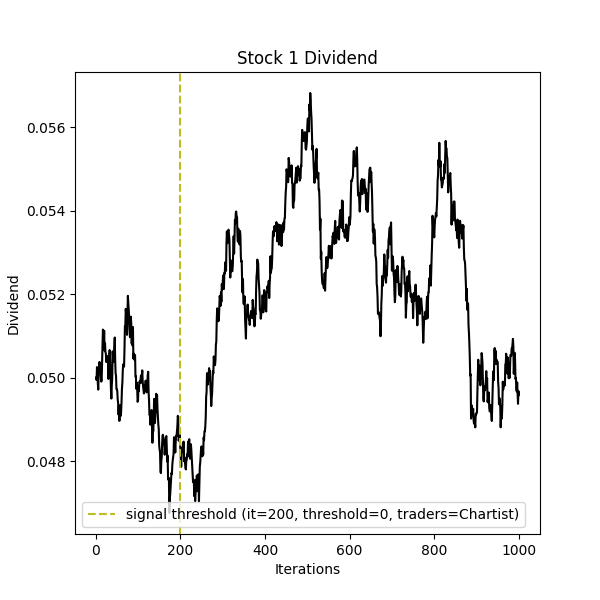 Stock 1 Dividend
0.056
0.054
0.052
0.050
0.048
Dividend
signal threshold (it=200, threshold=0, traders=Chartist)
0 200 400 600 800 1000
Iterations